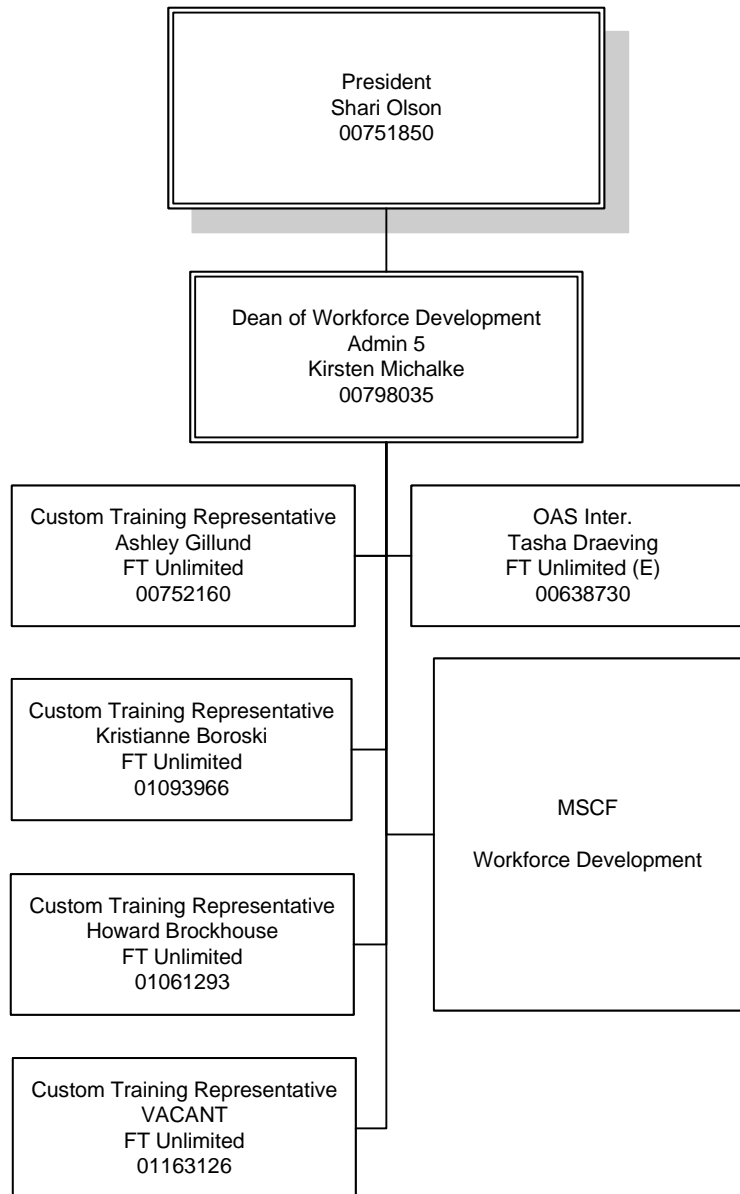 President
Shari Olson
00751850
Dean of Workforce Development
Admin 5
Kirsten Michalke
00798035
Custom Training Representative
Ashley Gillund
FT Unlimited
00752160
OAS Inter.
Tasha Draeving
FT Unlimited (E)
00638730
Custom Training Representative
Kristianne Boroski
FT Unlimited
01093966
MSCF
Workforce Development
Custom Training Representative
Howard Brockhouse
FT Unlimited
01061293
Custom Training Representative
VACANT
FT Unlimited
01163126